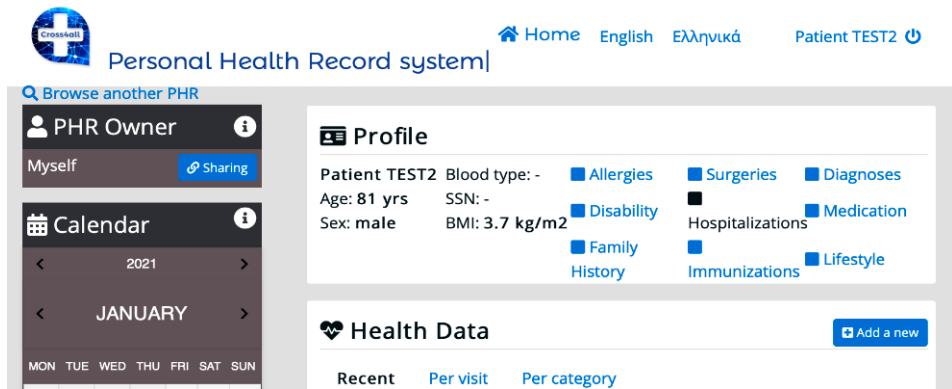 Cross4all
Home English Ελληνικά Patient TEST2
Personal Health Record system
Browse another PHR
PHR Owner
Myself Sharing
Calendar
2021
JANUARY
MON TUE WED THU FRI SAT SUN
Profile
Patient TEST2 Blood type: - Allergies Surgeries Diagnoses
Age: 81 yrs SSN: - Disability Hospitalizations Medication
Sex: male BMI: 3.7 kg/m2
Family History Immunizations Lifestyle
Health Data Add a new
Recent Per visit Per category